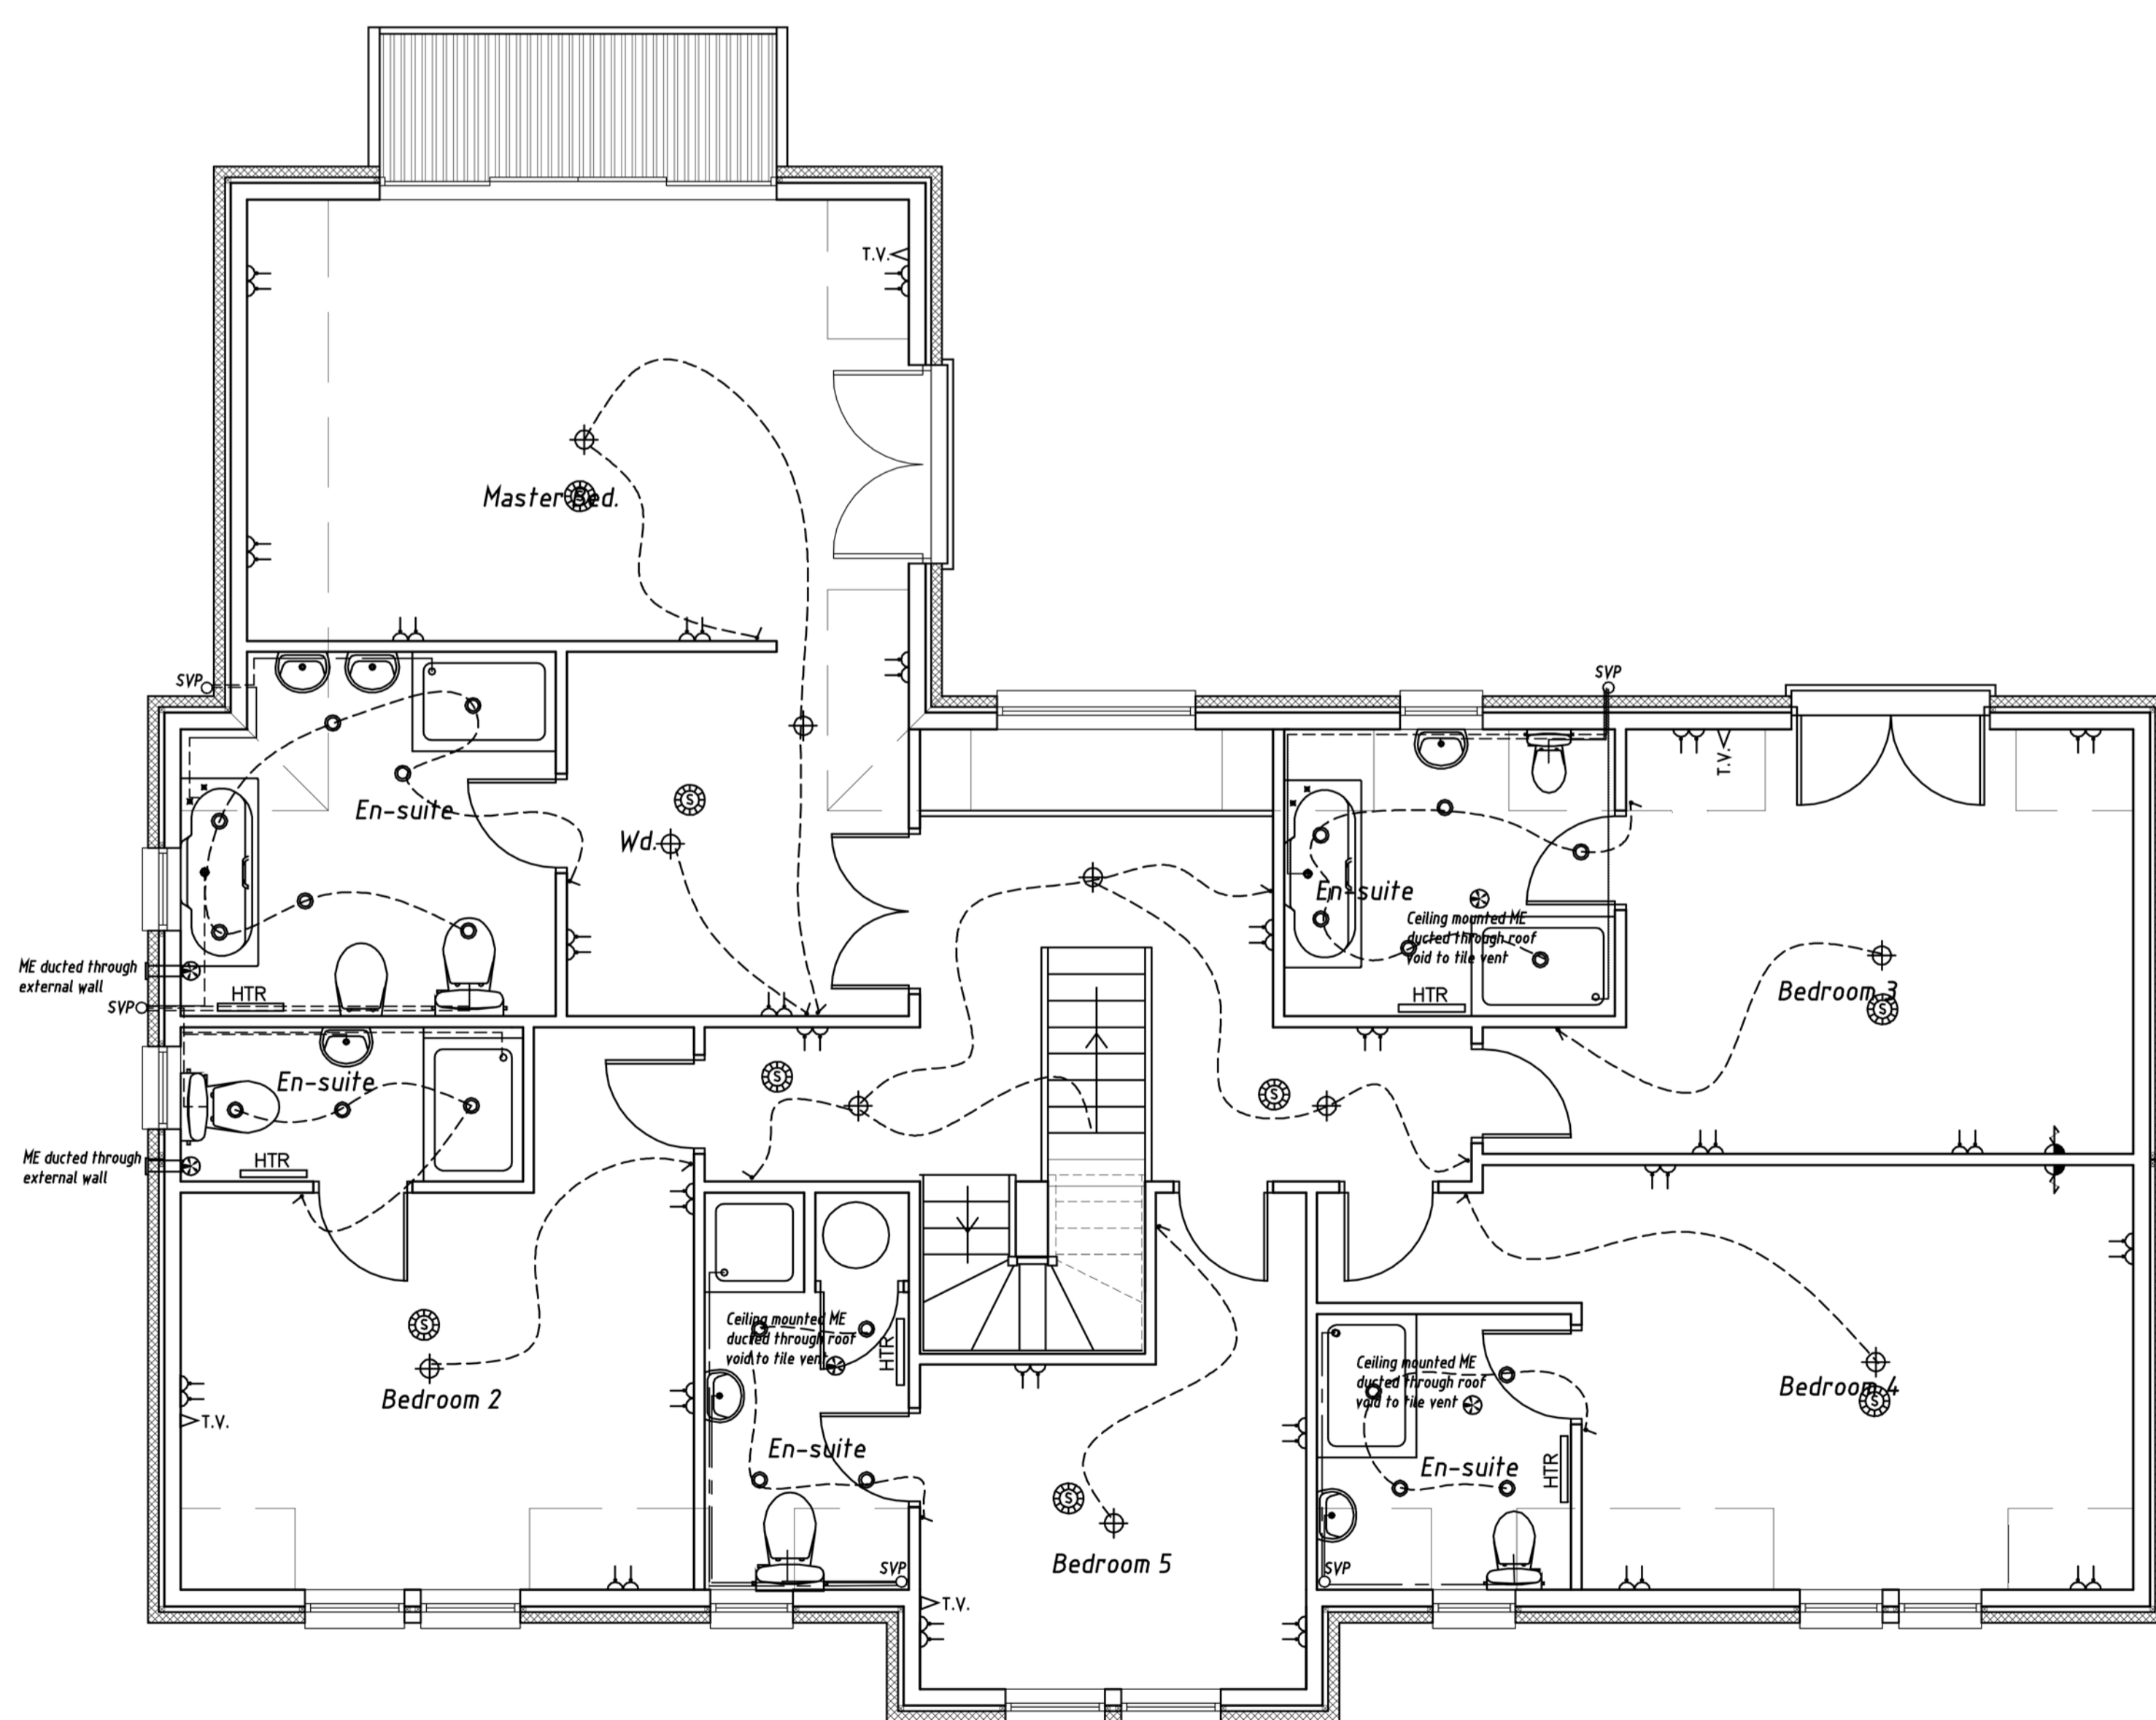 T.V.
Master Bed.
SVP
SVP
En-suite
Wd.
S
T.V.
En-suite
Ceiling mounted ME
ducted through roof
void to tile vent
ME ducted through
external wall
HTR
HTR
Bedroom 3
SVP
En-suite
S
S
ME ducted through
external wall
HTR
Ceiling mounted ME
ducted through roof
void to tile vent
HTR
S
Bedroom 2
T.V.
Ceiling mounted ME
ducted through roof
void to tile vent
Bedroom 4
En-suite
En-suite
HTR
S
Bedroom 5
SVP
SVP
T.V.